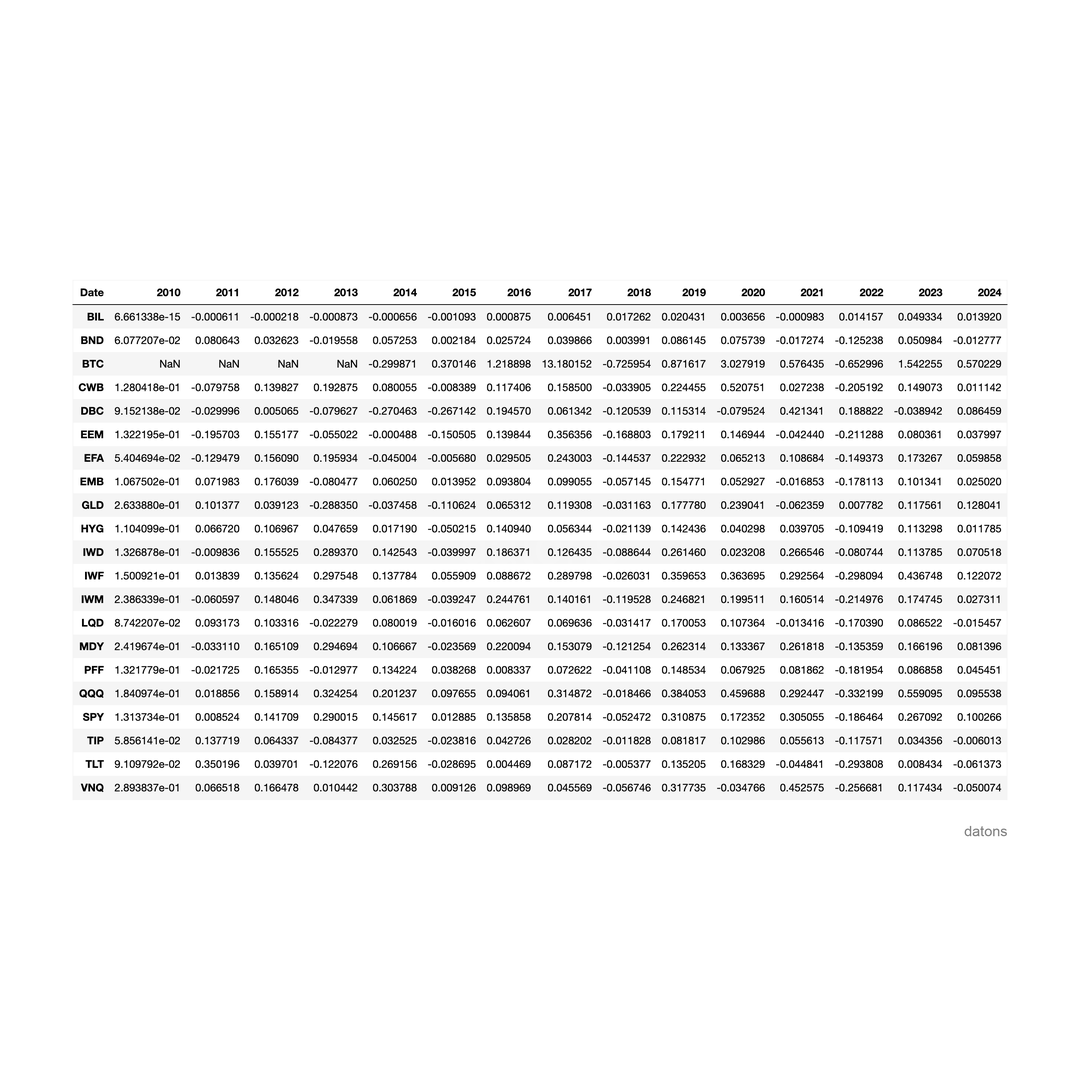 Date 2010 2011 2012 2013 2014 2015 2016 2017 2018 2019 2020 2021 2022 2023 2024
BIL 6.661338e-15 -0.000611 -0.000218 -0.000873 -0.000656 -0.001093 0.000875 0.006451 0.017262 0.020431 0.003656 -0.000983 0.014157 0.049334 0.013920
BND 6.077207e-02 0.080643 0.032623 -0.019558 0.057253 0.002184 0.025724 0.039866 0.003991 0.086145 0.075739 -0.017274 -0.125238 0.050984 -0.012777
BTC NaN NaN NaN NaN -0.299871 0.370146 1.218898 13.180152 -0.725954 0.871617 3.027919 0.576435 -0.652996 1.542255 0.570229
CWB 1.280418e-01 -0.079758 0.139827 0.192875 0.080055 -0.008389 0.117406 0.158500 -0.033905 0.224455 0.520751 0.027238 -0.205192 0.149073 0.011142
DBC 9.152138e-02 -0.029996 0.005065 -0.079627 -0.270463 -0.267142 0.194570 0.061342 -0.120539 0.115314 -0.079524 0.421341 0.188822 -0.038942 0.086459
EEM 1.322195e-01 -0.195703 0.155177 -0.055022 -0.000488 -0.150505 0.139844 0.356356 -0.168803 0.179211 0.146944 -0.042440 -0.211288 0.080361 0.037997
EFA 5.404694e-02 -0.129479 0.156090 0.195934 -0.045004 -0.005680 0.029505 0.243003 -0.144537 0.222932 0.065213 0.108684 -0.149373 0.173267 0.059858
EMB 1.067502e-01 0.071983 0.176039 -0.080477 0.060250 0.013952 0.093804 0.099055 -0.057145 0.154771 0.052927 -0.016853 -0.178113 0.101341 0.025020
GLD 2.633880e-01 0.101377 0.039123 -0.288350 -0.037458 -0.110624 0.065312 0.119308 -0.031163 0.177780 0.239041 -0.062359 0.007782 0.117561 0.128041
HYG 1.104099e-01 0.066720 0.106967 0.047659 0.017190 -0.050215 0.140940 0.056344 -0.021139 0.142436 0.040298 0.039705 -0.109419 0.113298 0.011785
IWD 1.326878e-01 -0.009836 0.155525 0.289370 0.142543 -0.039997 0.186371 0.126435 -0.088644 0.261460 0.023208 0.266546 -0.080744 0.113785 0.070518
IWF 1.500921e-01 0.013839 0.135624 0.297548 0.137784 0.055909 0.088672 0.289798 -0.026031 0.359653 0.363695 0.292564 -0.298094 0.436748 0.122072
IWM 2.386339e-01 -0.060597 0.148046 0.347339 0.061869 -0.039247 0.244761 0.140161 -0.119528 0.246821 0.199511 0.160514 -0.214976 0.174745 0.027311
LQD 8.742207e-02 0.093173 0.103316 -0.022279 0.080019 -0.016016 0.062607 0.069636 -0.031417 0.170053 0.107364 -0.013416 -0.170390 0.086522 -0.015457
MDY 2.419674e-01 -0.033110 0.165109 0.294694 0.106667 -0.023569 0.220094 0.153079 -0.121254 0.262314 0.133367 0.261818 -0.135359 0.166196 0.081396
PFF 1.321779e-01 -0.021725 0.165355 -0.012977 0.134224 0.038268 0.008337 0.072622 -0.041108 0.148534 0.067925 0.081862 -0.181954 0.086858 0.045451
QQQ 1.840974e-01 0.018856 0.158914 0.324254 0.201237 0.097655 0.094061 0.314872 -0.018466 0.384053 0.459688 0.292447 -0.332199 0.559095 0.095538
SPY 1.313734e-01 0.008524 0.141709 0.290015 0.145617 0.012885 0.135858 0.207814 -0.052472 0.310875 0.172352 0.305055 -0.186464 0.267092 0.100266
TIP 5.856141e-02 0.137719 0.064337 -0.084377 0.032525 -0.023816 0.042726 0.028202 -0.011828 0.081817 0.102986 0.055613 -0.117571 0.034356 -0.006013
TLT 9.109792e-02 0.350196 0.039701 -0.122076 0.269156 -0.028695 0.004469 0.087172 -0.005377 0.135205 0.168329 -0.044841 -0.293808 0.008434 -0.061373
VNQ 2.893837e-01 0.066518 0.166478 0.010442 0.303788 0.009126 0.098969 0.045569 -0.056746 0.317735 -0.034766 0.452575 -0.256681 0.117434 -0.050074
datons